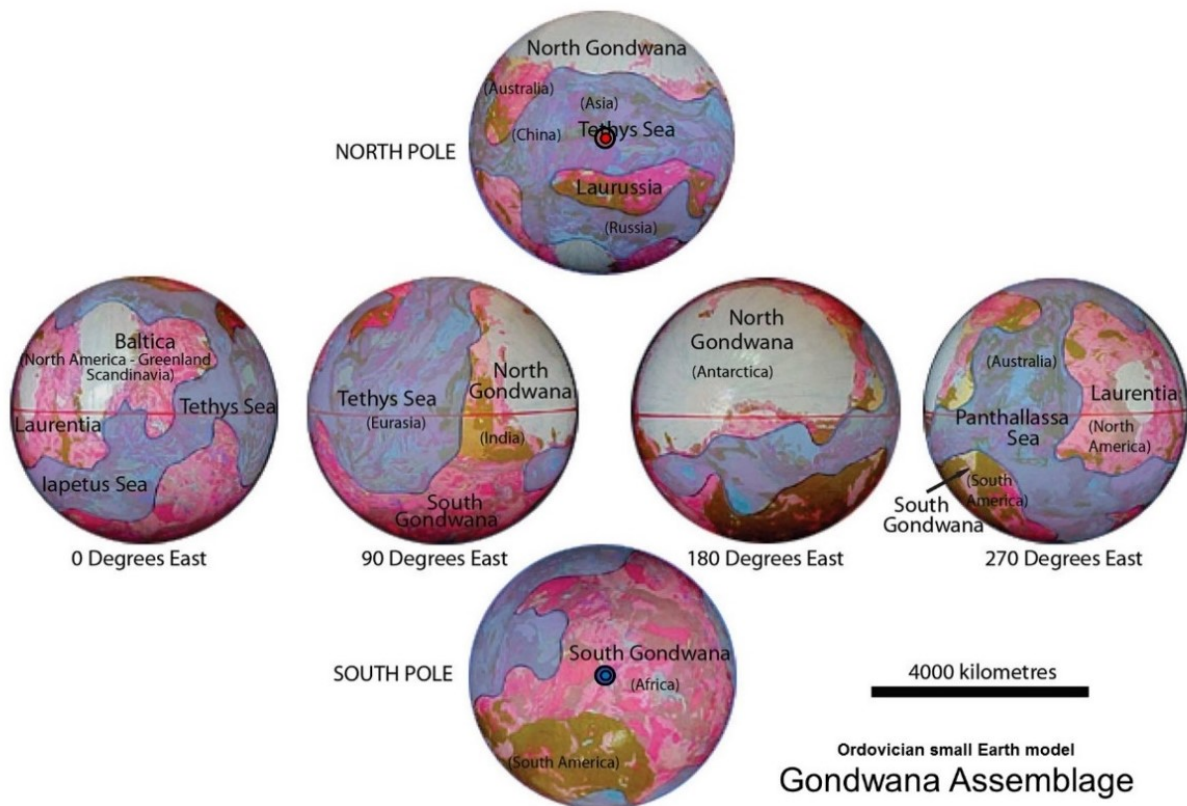 North Gondwana
(Australia)
(Asia)
(China)
Tethys Sea
NORTH POLE
Laurussia
(Russia)
Baltica
(North America - Greenland
Scandinavia)
Tethys Sea
Laurentia
Iapetus Sea
0 Degrees East
North
Gondwana
Tethys Sea
(Eurasia)
(India)
South
Gondwana
90 Degrees East
North
Gondwana
(Antarctica)
180 Degrees East
(Australia)
Laurentia
Panthallassa
Sea
(North
America)
(South
America)
South
Gondwana
270 Degrees East
SOUTH POLE
South Gondwana
(Africa)
(South America)
4000 kilometres
Ordovician small Earth model
Gondwana Assemblage